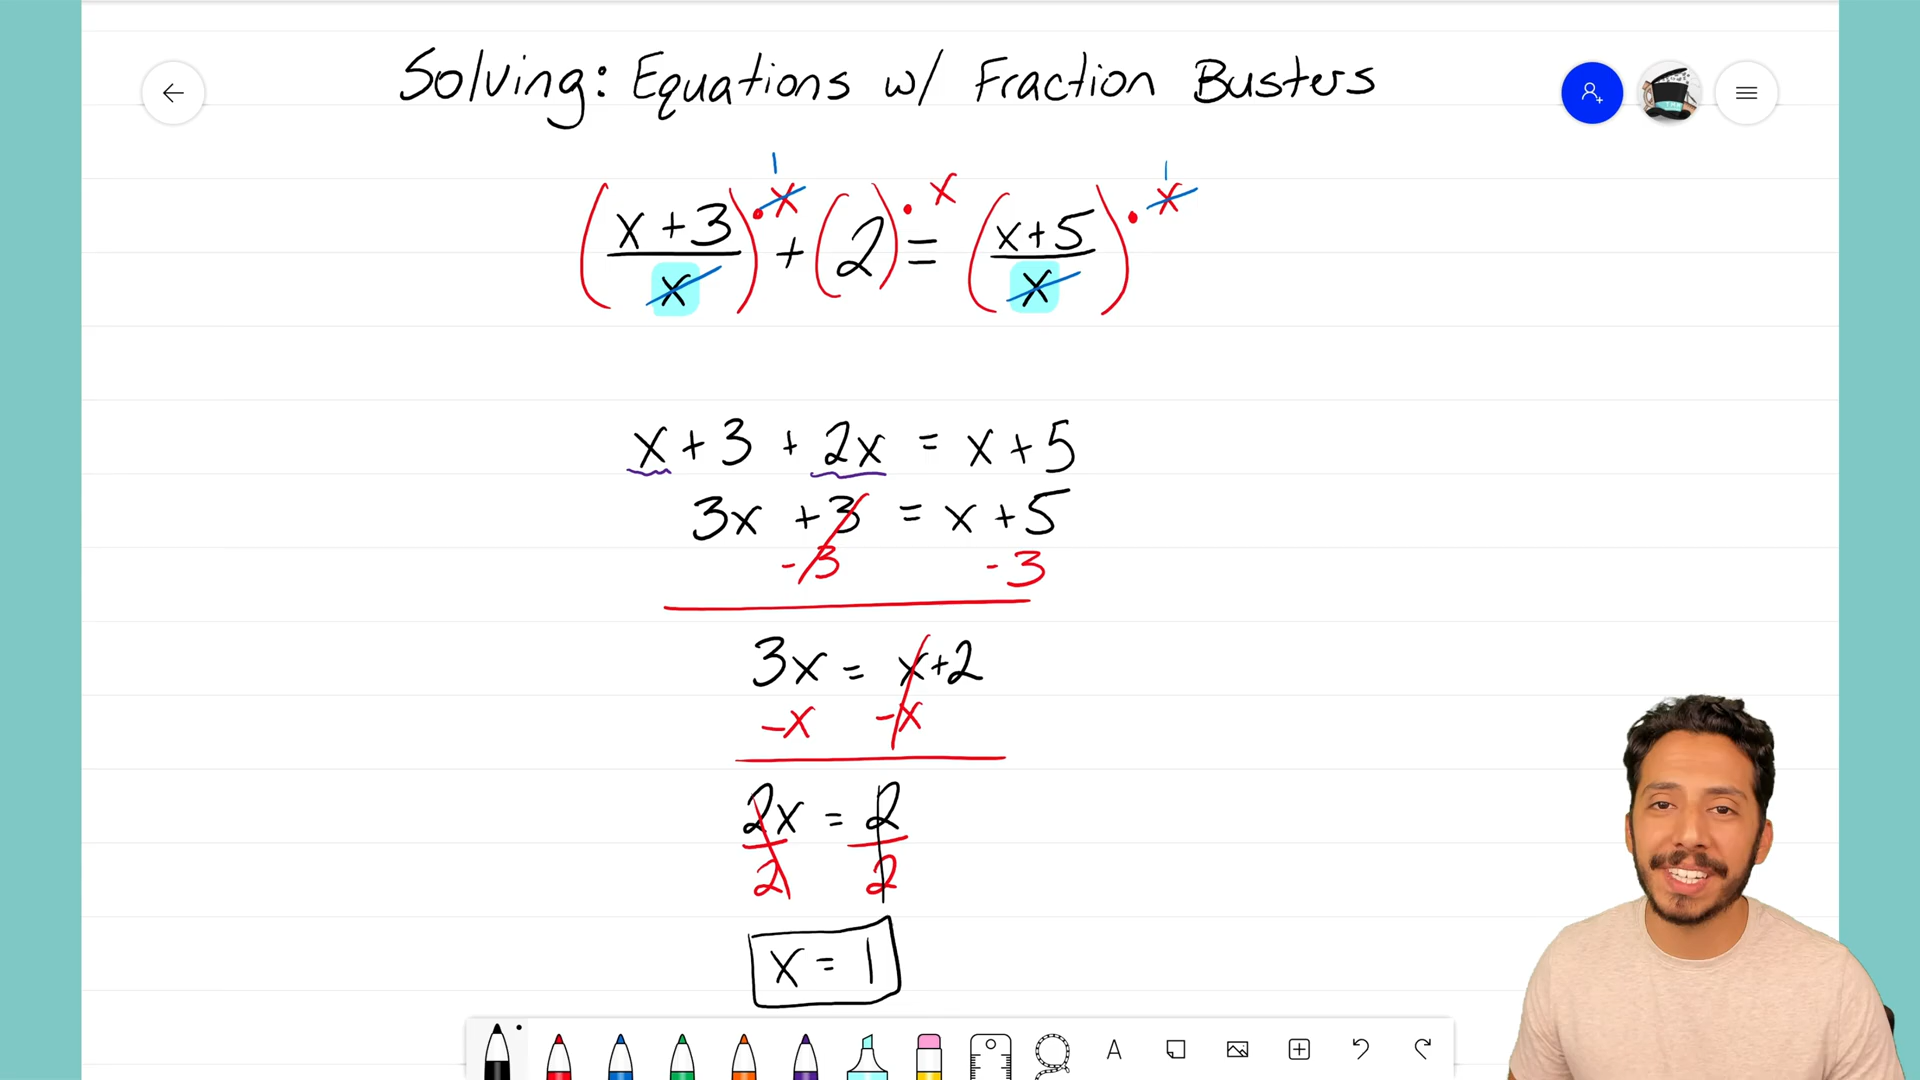 Solving: Equations w/ Fraction Busters
1 1
(x+3)•x + (2)•x = (x+5)•x
x x
x + 3 + 2x = x + 5
3x + 3 = x + 5
-3 -3
3x = x+2
-x -x
2x = 2
2 2
x = 1
A